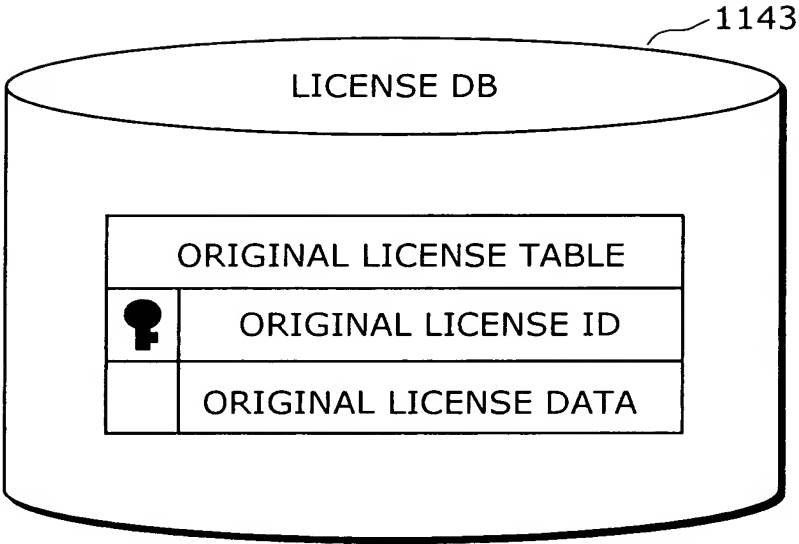 1143
LICENSE DB
ORIGINAL LICENSE TABLE
ORIGINAL LICENSE ID
ORIGINAL LICENSE DATA